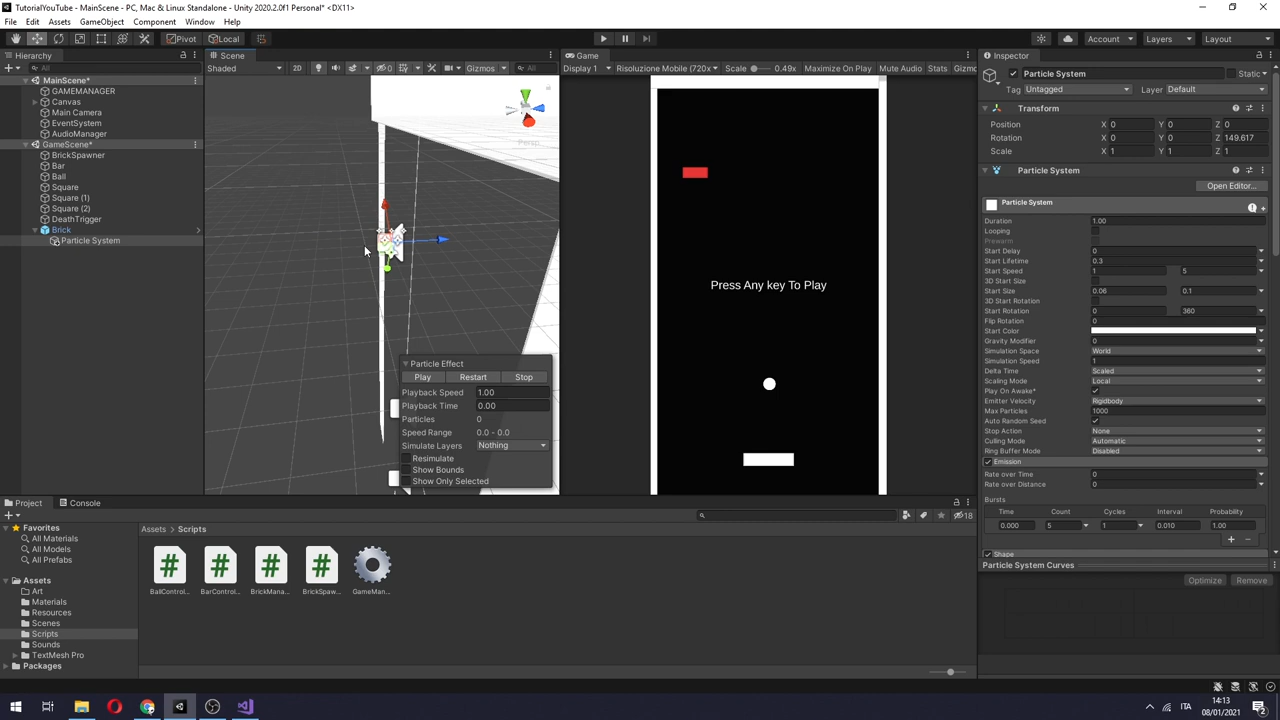 TutorialYouTube - MainScene - PC, Mac & Linux Standalone - Unity 2020.2.0f1 Personal* <DX11>
File Edit Assets GameObject Component Window Help
Pivot Local Account Layers Layout
Hierarchy Scene Game Inspector
All Shaded 2D 0 Gizmos All
Display 1 Risoluzione Mobile (720x Scale 0.49x Maximize On Play Mute Audio Stats Gizmo
MainScene*
GAMEMANAGER
Canvas
Main Camera
EventSystem
AudioManager
GameScene*
BrickSpawner
Bar
Ball
Square
Square (1)
Square (2)
DeathTrigger
Brick
Particle System
Persp
Particle Effect
Play Restart Stop
Playback Speed 1.00
Playback Time 0.00
Particles 0
Speed Range 0.0 - 0.0
Simulate Layers Nothing
Resimulate
Show Bounds
Show Only Selected
Press Any key To Play
Particle System Static
Tag Untagged Layer Default
Transform
Position X 0 Y 0 Z 0
Rotation X 0 Y 0 Z 149.617
Scale X 1 Y 1 Z 1
Particle System
Open Editor...
Particle System
Duration 1.00
Looping
Prewarm
Start Delay 0
Start Lifetime 0.3
Start Speed 1 5
3D Start Size
Start Size 0.06 0.1
3D Start Rotation
Start Rotation 0 360
Flip Rotation 0
Start Color
Gravity Modifier 0
Simulation Space World
Simulation Speed 1
Delta Time Scaled
Scaling Mode Local
Play On Awake*
Emitter Velocity Rigidbody
Max Particles 1000
Auto Random Seed
Stop Action None
Culling Mode Automatic
Ring Buffer Mode Disabled
Emission
Rate over Time 0
Rate over Distance 0
Bursts
Time Count Cycles Interval Probability
0.000 5 1 0.010 1.00
Shape
Particle System Curves
Optimize Remove
Project Console
18
Favorites
All Materials
All Models
All Prefabs
Assets
Art
Materials
Resources
Scenes
Scripts
Sounds
TextMesh Pro
Packages
Assets > Scripts
BallControl... BarControl... BrickMana... BrickSpaw... GameMan...
ITA
14:13
08/01/2021
2